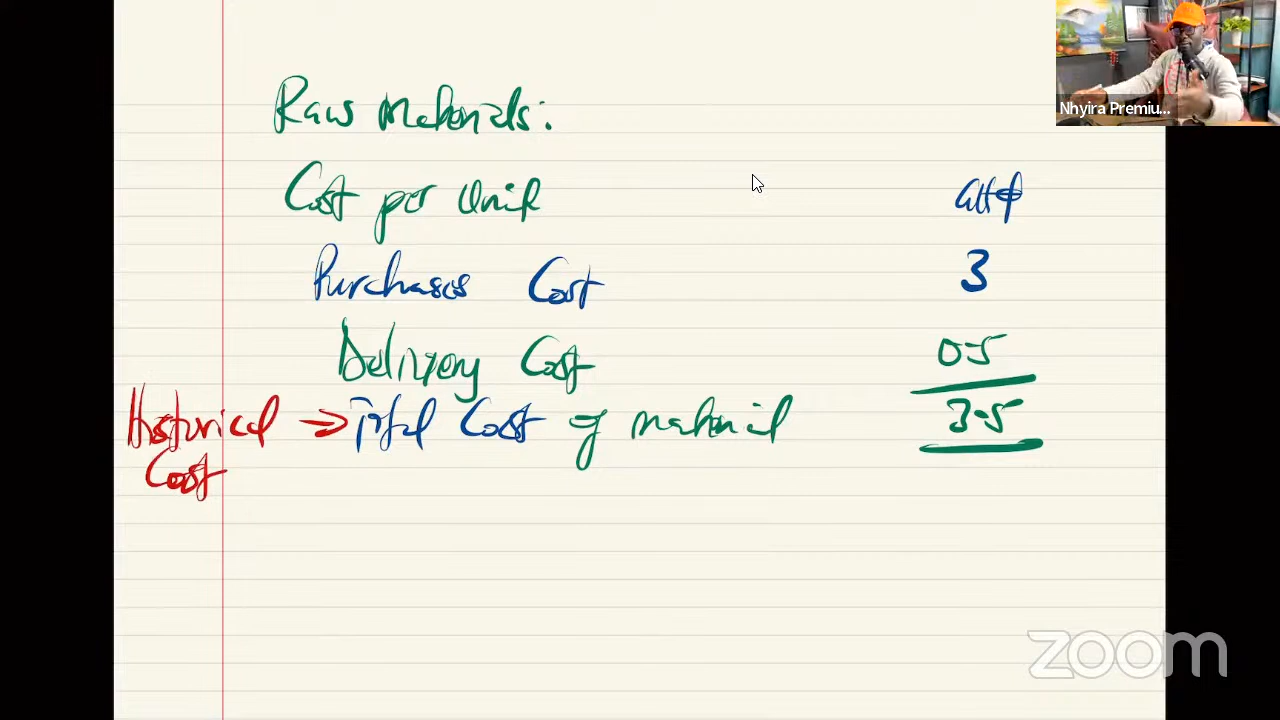 Nhyira Premiu...
Raw Materials:
Cost per Unit
GH¢
Purchases Cost 3
Delivery Cost 0.5
Historical → Total Cost of material 3.5
Cost
zoom